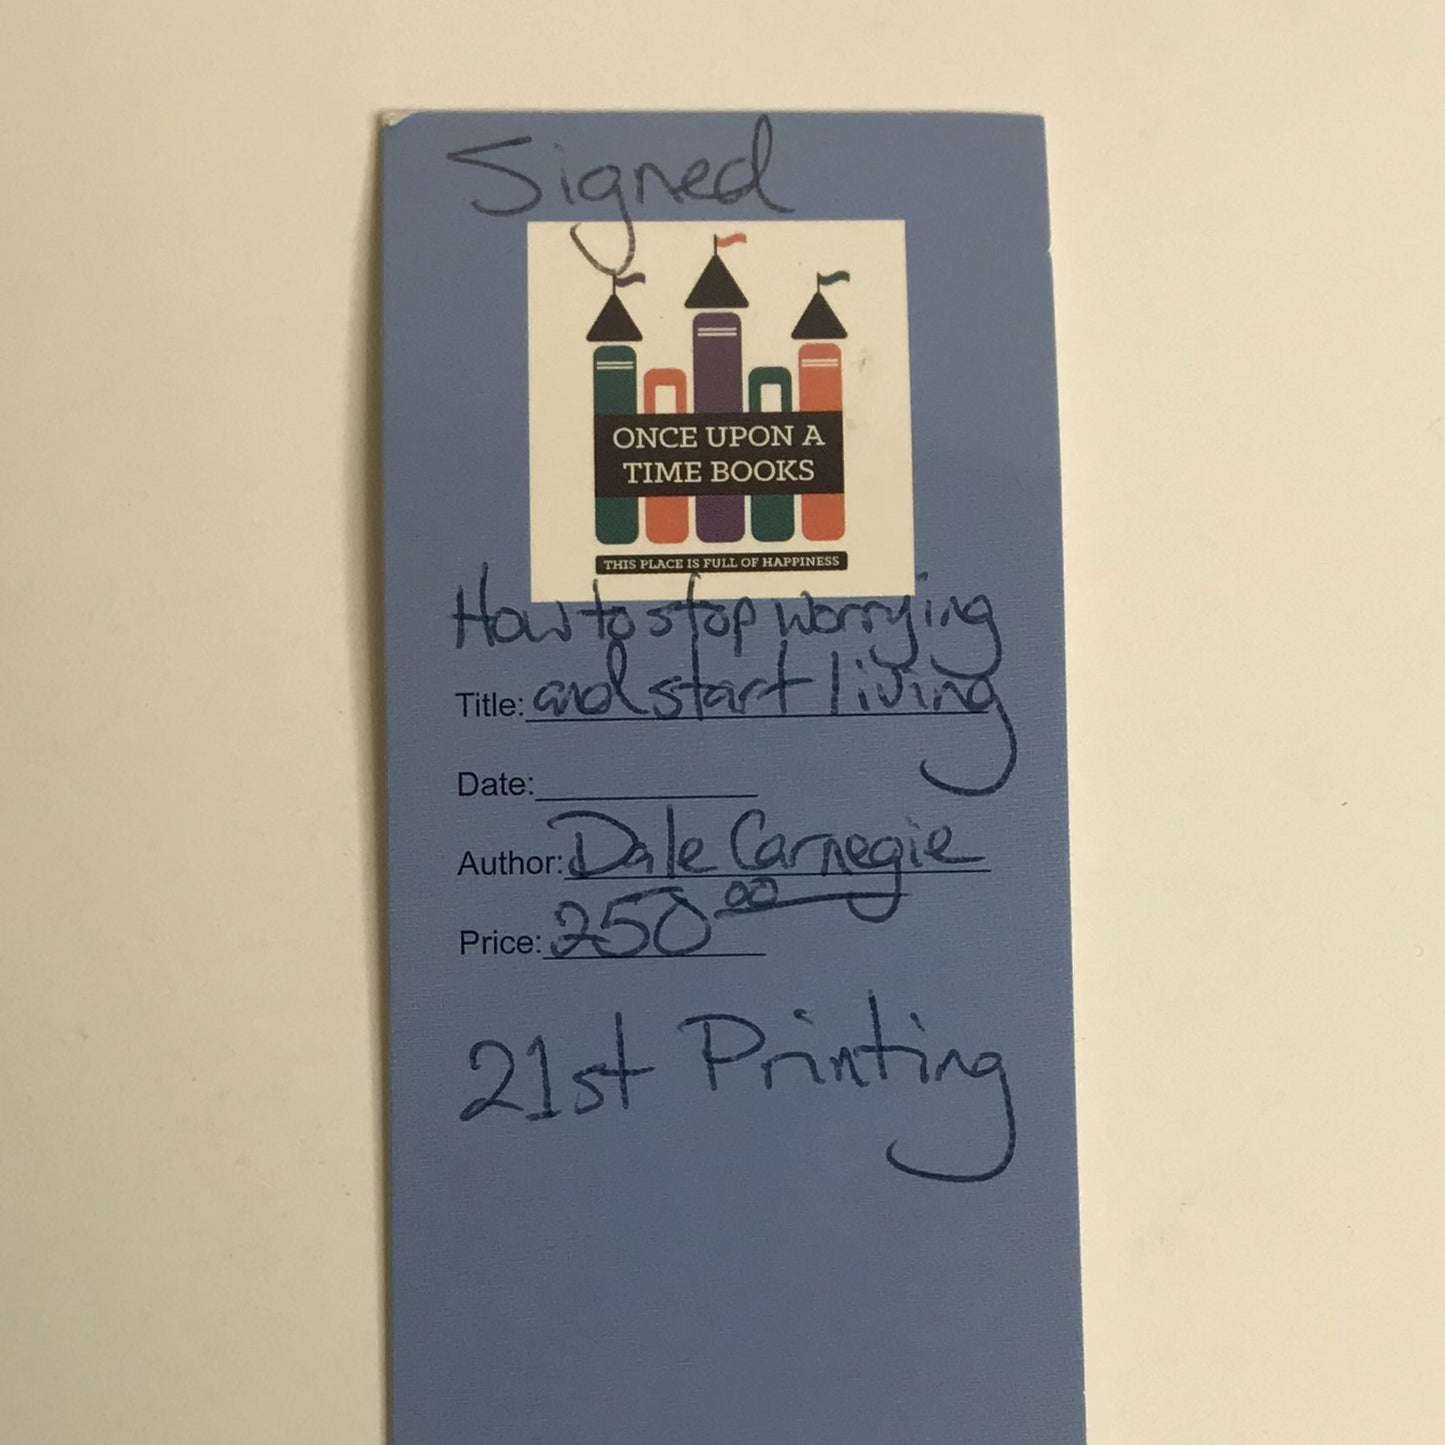 Signed
ONCE UPON A
TIME BOOKS
THIS PLACE IS FULL OF HAPPINESS
How to stop worrying
Title: and start living
Date:
Author: Dale Carnegie
Price: 250 00
21st Printing